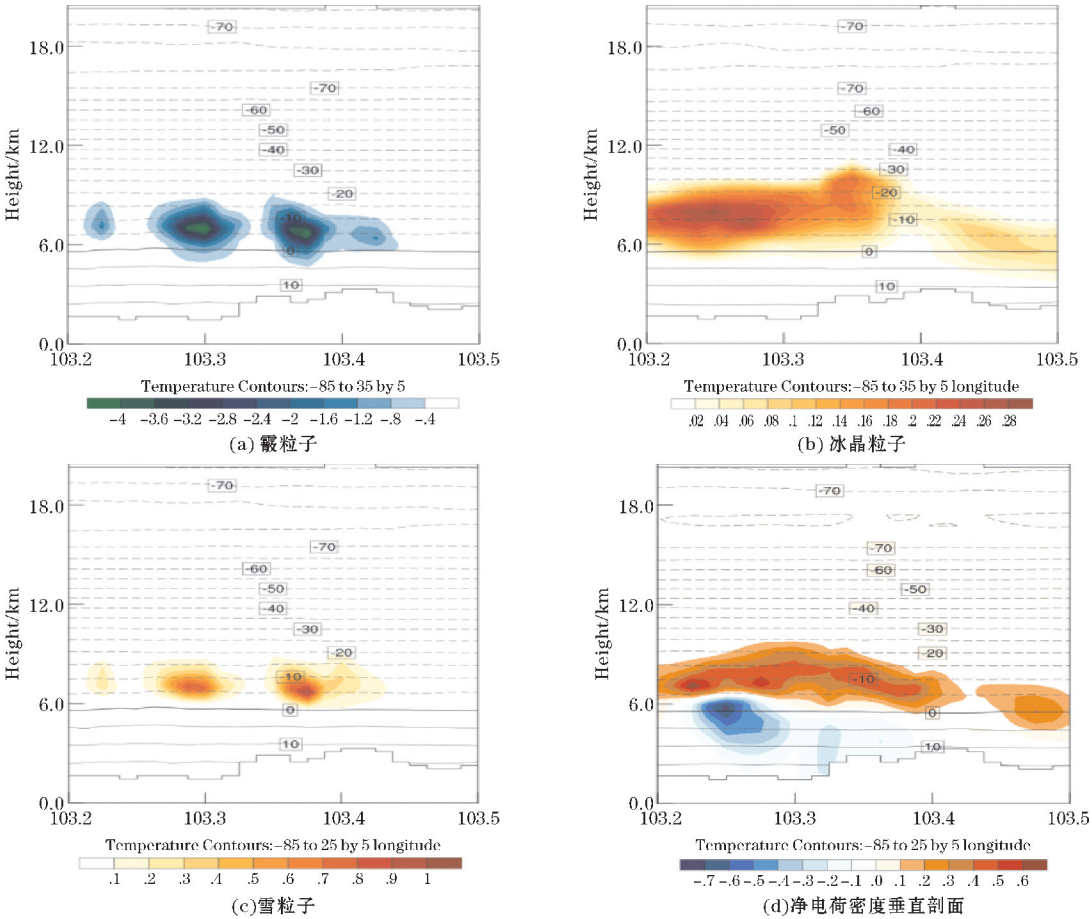 Height/km
18.0
12.0
6.0
0.0
-70
-70
-60
-50
-40
-30
-20
10
0
10
103.2 103.3 103.4 103.5
Temperature Contours:-85 to 35 by 5
-4 -3.6 -3.2 -2.8 -2.4 -2 -1.6 -1.2 -.8 -.4
(a) 霰粒子
Height/km
18.0
12.0
6.0
0.0
-70
-70
-60
-50
-40
-30
-20
-10
0
10
103.2 103.3 103.4 103.5
Temperature Contours:-85 to 35 by 5 longitude
.02 .04 .06 .08 .1 .12 .14 .16 .18 .2 .22 .24 .26 .28
(b) 冰晶粒子
Height/km
18.0
12.0
6.0
0.0
-70
-70
-60
-50
-40
-30
-20
-10
0
10
103.2 103.3 103.4 103.5
Temperature Contours:-85 to 25 by 5 longitude
.1 .2 .3 .4 .5 .6 .7 .8 .9 1
(c)雪粒子
Height/km
18.0
12.0
6.0
0.0
-70
-70
-60
-50
-40
-30
-20
-10
0
10
103.2 103.3 103.4 103.5
Temperature Contours:-85 to 25 by 5 longitude
-.7 -.6 -.5 -.4 -.3 -.2 -.1 .0 .1 .2 .3 .4 .5 .6
(d)净电荷密度垂直剖面